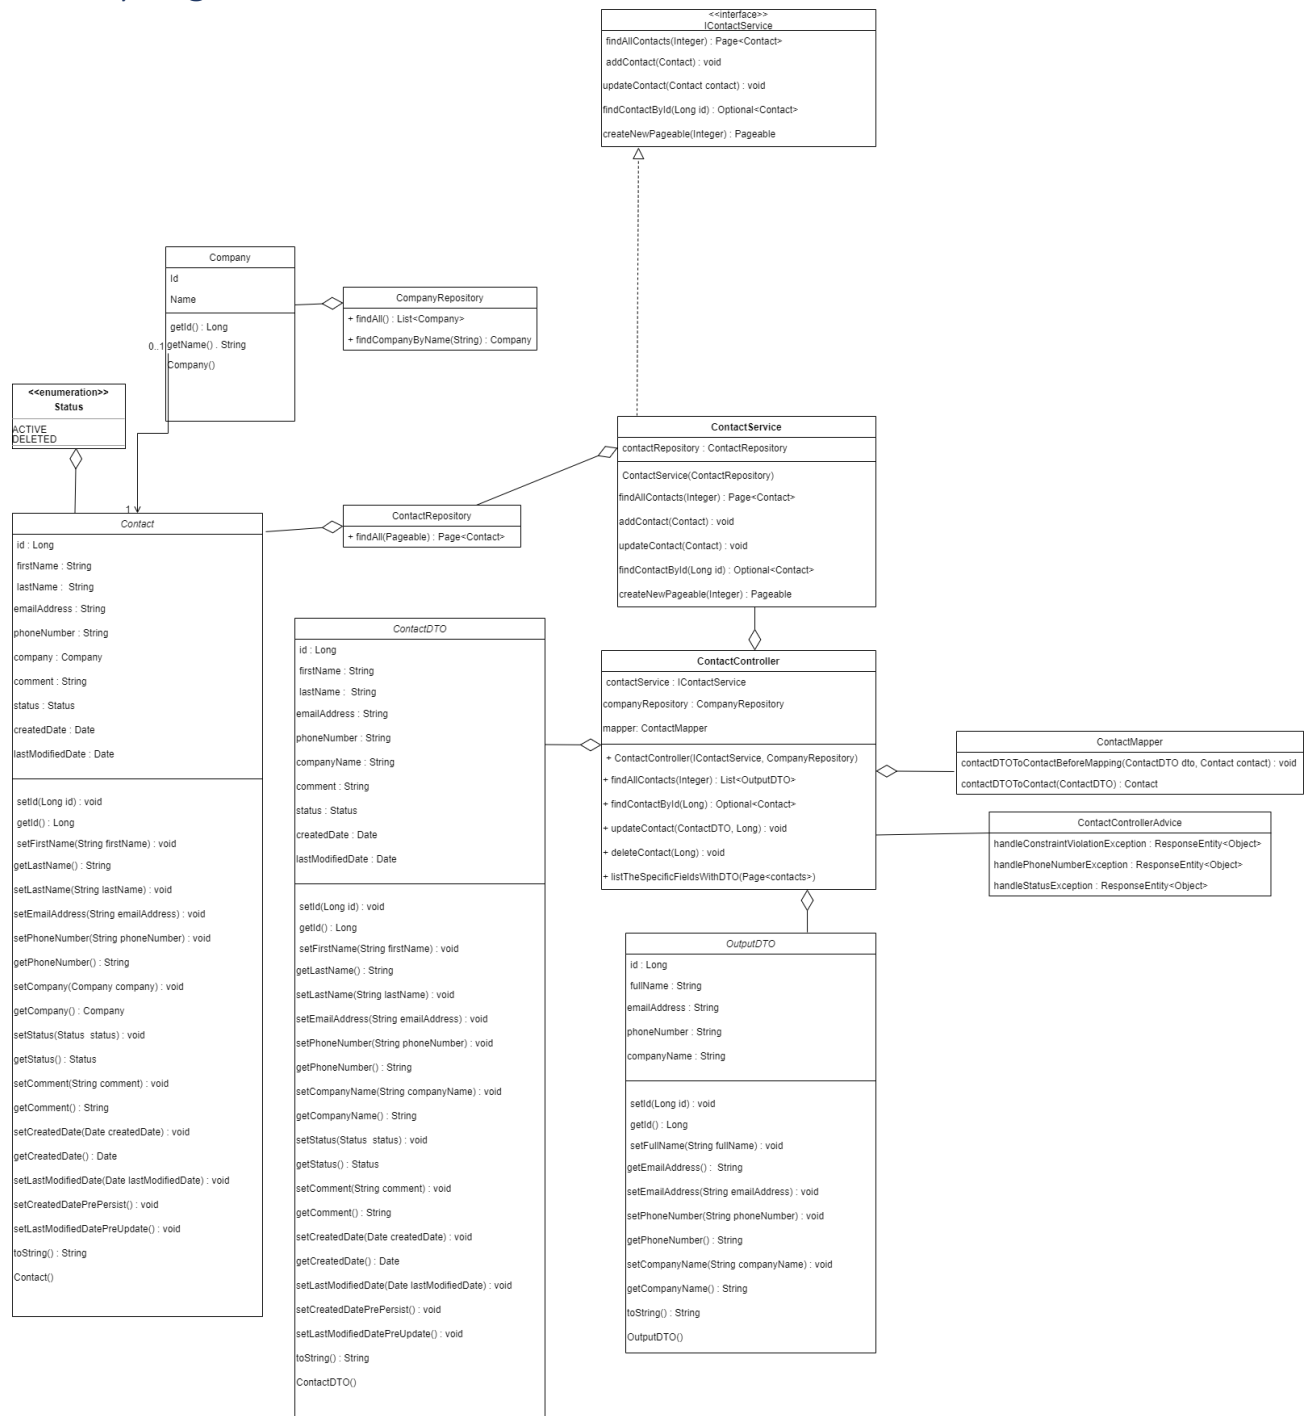 <<interface>>
IContactService
findAllContacts(Integer) : Page<Contact>
addContact(Contact) : void
updateContact(Contact contact) : void
findContactById(Long id) : Optional<Contact>
createNewPageable(Integer) : Pageable
Company
Id
Name
getId() : Long
getName() . String
Company()
0..1
1
CompanyRepository
+ findAll() : List<Company>
+ findCompanyByName(String) : Company
<<enumeration>>
Status
ACTIVE
DELETED
ContactService
contactRepository : ContactRepository
ContactService(ContactRepository)
findAllContacts(Integer) : Page<Contact>
addContact(Contact) : void
updateContact(Contact) : void
findContactById(Long id) : Optional<Contact>
createNewPageable(Integer) : Pageable
ContactRepository
+ findAll(Pageable) : Page<Contact>
Contact
id : Long
firstName : String
lastName : String
emailAddress : String
phoneNumber : String
company : Company
comment : String
status : Status
createdDate : Date
lastModifiedDate : Date
setId(Long id) : void
getId() : Long
setFirstName(String firstName) : void
getLastName() : String
setLastName(String lastName) : void
setEmailAddress(String emailAddress) : void
setPhoneNumber(String phoneNumber) : void
getPhoneNumber() : String
setCompany(Company company) : void
getCompany() : Company
setStatus(Status status) : void
getStatus() : Status
setComment(String comment) : void
getComment() : String
setCreatedDate(Date createdDate) : void
getCreatedDate() : Date
setLastModifiedDate(Date lastModifiedDate) : void
setCreatedDatePrePersist() : void
setLastModifiedDatePreUpdate() : void
toString() : String
Contact()
ContactDTO
id : Long
firstName : String
lastName : String
emailAddress : String
phoneNumber : String
companyName : String
comment : String
status : Status
createdDate : Date
lastModifiedDate : Date
setId(Long id) : void
getId() : Long
setFirstName(String firstName) : void
getLastName() : String
setLastName(String lastName) : void
setEmailAddress(String emailAddress) : void
setPhoneNumber(String phoneNumber) : void
getPhoneNumber() : String
setCompanyName(String companyName) : void
getCompanyName() : String
setStatus(Status status) : void
getStatus() : Status
setComment(String comment) : void
getComment() : String
setCreatedDate(Date createdDate) : void
getCreatedDate() : Date
setLastModifiedDate(Date lastModifiedDate) : void
setCreatedDatePrePersist() : void
setLastModifiedDatePreUpdate() : void
toString() : String
ContactDTO()
ContactController
contactService : IContactService
companyRepository : CompanyRepository
mapper: ContactMapper
+ ContactController(IContactService, CompanyRepository)
+ findAllContacts(Integer) : List<OutputDTO>
+ findContactById(Long) : Optional<Contact>
+ updateContact(ContactDTO, Long) : void
+ deleteContact(Long) : void
+ listTheSpecificFieldsWithDTO(Page<contacts>)
ContactMapper
contactDTOToContactBeforeMapping(ContactDTO dto, Contact contact) : void
contactDTOToContact(ContactDTO) : Contact
ContactControllerAdvice
handleConstraintViolationException : ResponseEntity<Object>
handlePhoneNumberException : ResponseEntity<Object>
handleStatusException : ResponseEntity<Object>
OutputDTO
id : Long
fullName : String
emailAddress : String
phoneNumber : String
companyName : String
setId(Long id) : void
getId() : Long
setFullName(String fullName) : void
getEmailAddress() : String
setEmailAddress(String emailAddress) : void
setPhoneNumber(String phoneNumber) : void
getPhoneNumber() : String
setCompanyName(String companyName) : void
getCompanyName() : String
toString() : String
OutputDTO()